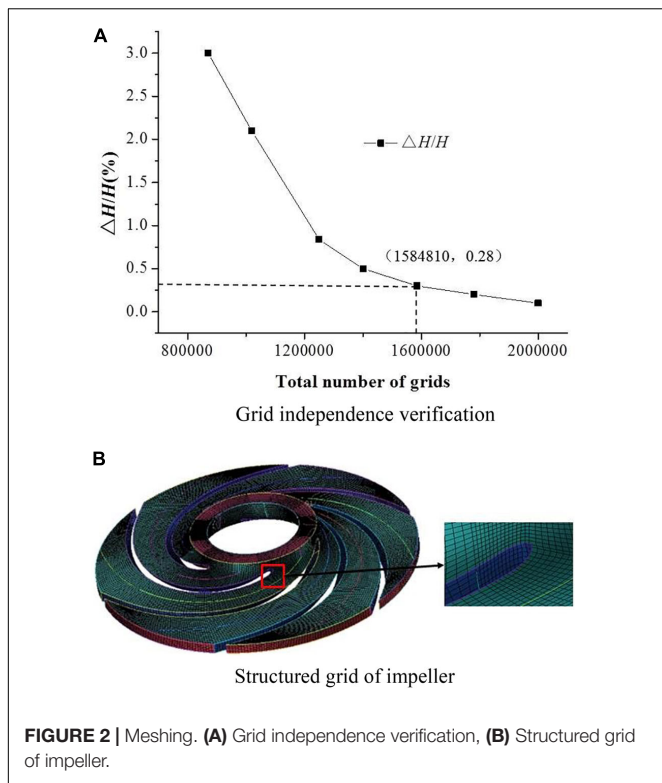 A
3.0
2.5
2.0
1.5
1.0
0.5
0.0
△H/H(%)
△H/H
（1584810，0.28）
800000 1200000 1600000 2000000
Total number of grids
Grid independence verification
B
Structured grid of impeller
FIGURE 2 | Meshing. (A) Grid independence verification, (B) Structured grid
of impeller.